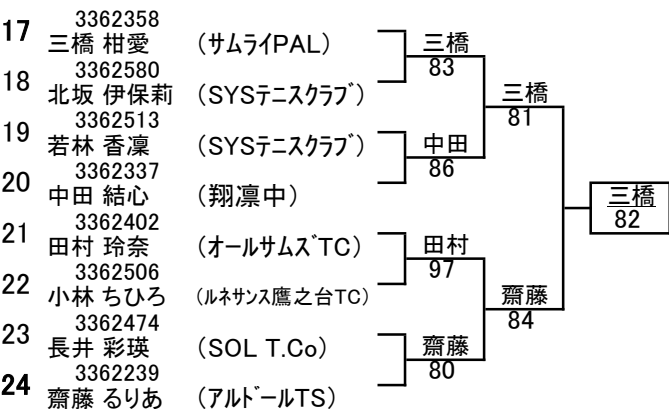 3362358
17 三橋 柑愛 (サムライPAL) 三橋
83
3362580
18 北坂 伊保莉 (SYSテニスクラブ) 三橋
81
3362513
19 若林 香凜 (SYSテニスクラブ) 中田
86
3362337
20 中田 結心 (翔凛中) 三橋
82
3362402
21 田村 玲奈 (オールサムズTC) 田村
97
3362506
22 小林 ちひろ (ルネサンス鷹之台TC) 齋藤
84
3362474
23 長井 彩瑛 (SOL T.Co) 齋藤
80
3362239
24 齋藤 るりあ (アルドールTS)